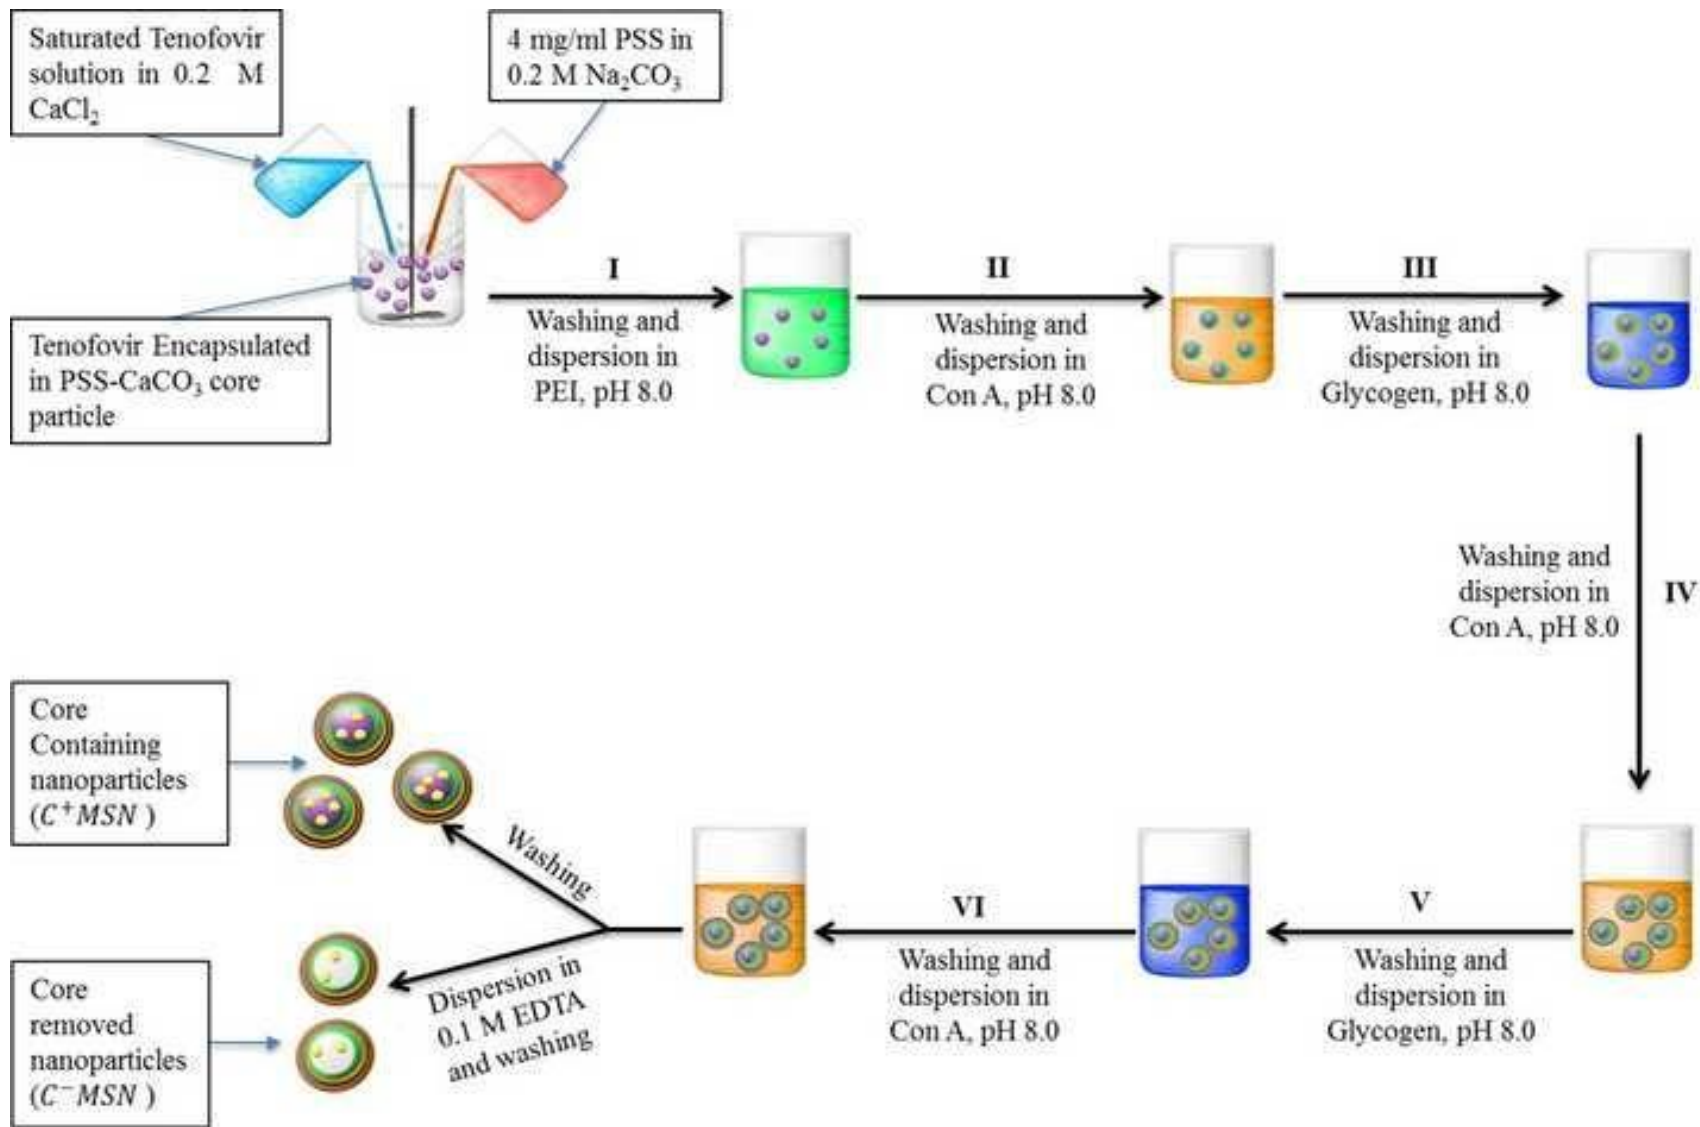 Saturated Tenofovir
solution in 0.2 M
CaCl₂
4 mg/ml PSS in
0.2 M Na₂CO₃
Tenofovir Encapsulated
in PSS-CaCO₃ core
particle
I
Washing and
dispersion in
PEI, pH 8.0
II
Washing and
dispersion in
Con A, pH 8.0
III
Washing and
dispersion in
Glycogen, pH 8.0
Washing and
dispersion in
Con A, pH 8.0
IV
V
Washing and
dispersion in
Glycogen, pH 8.0
VI
Washing and
dispersion in
Con A, pH 8.0
Washing
Dispersion in
0.1 M EDTA
and washing
Core
Containing
nanoparticles
(C⁺MSN )
Core
removed
nanoparticles
(C⁻MSN )